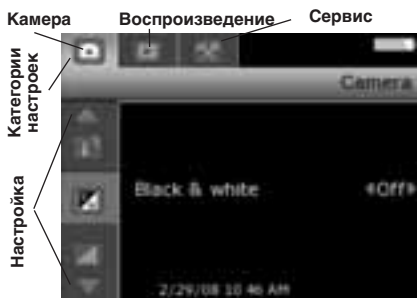 Камера
Воспроизведение
Сервис
Категории
настроек
Camera
Настройка
Black & white
Off
2/29/08 10 46 AM